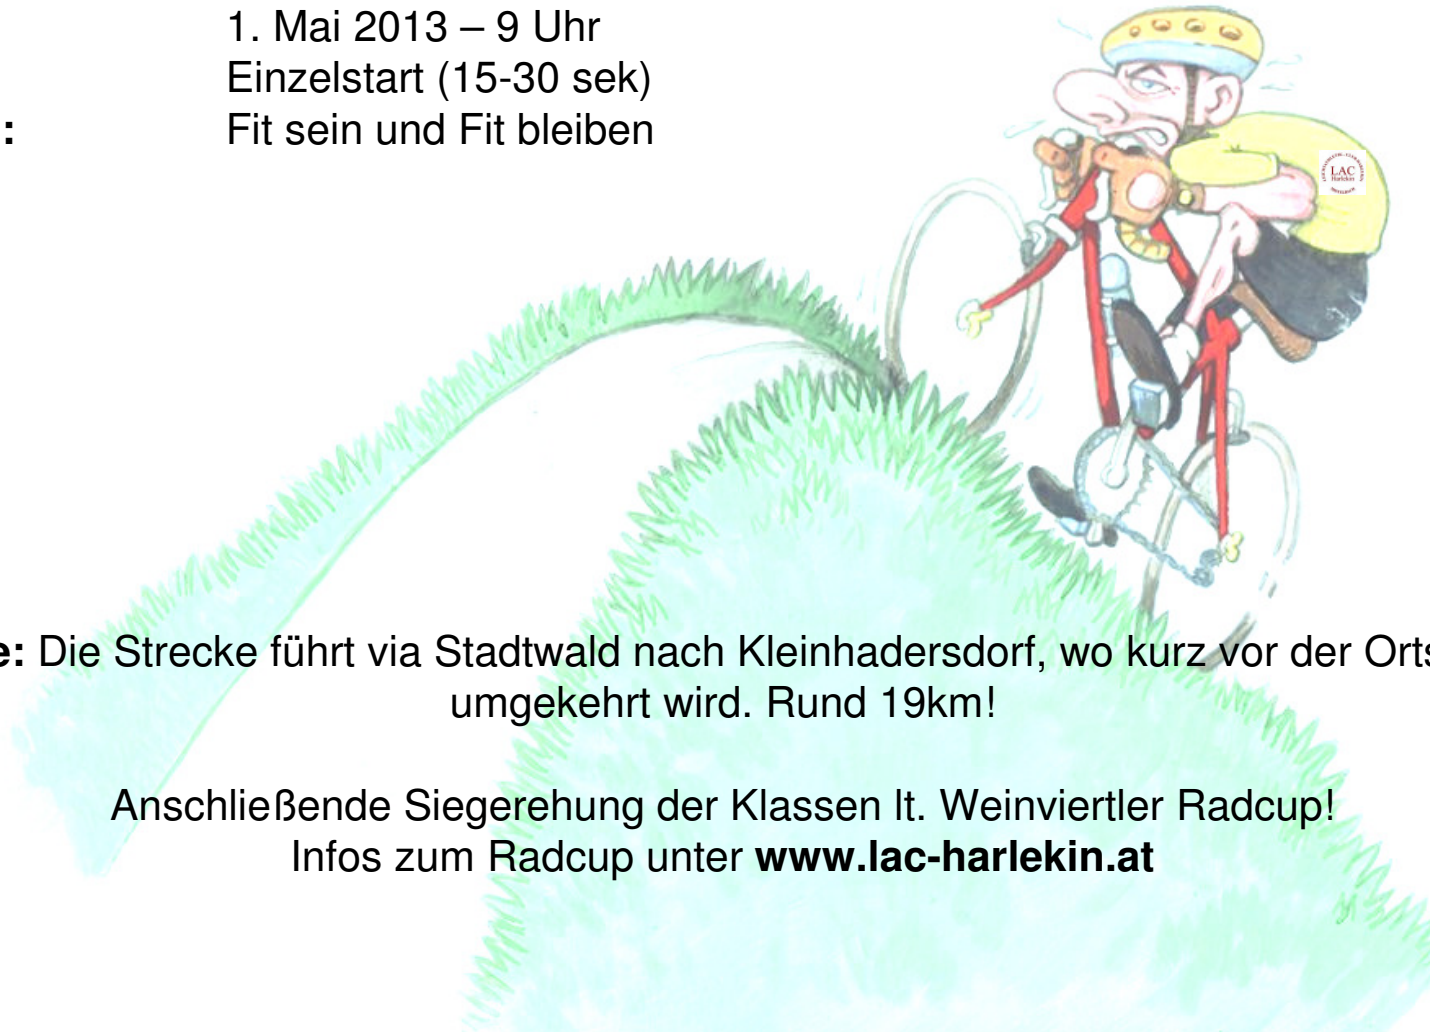 1. Mai 2013 – 9 Uhr
Einzelstart (15-30 sek)
: Fit sein und Fit bleiben
LAC
Harlekin
e: Die Strecke führt via Stadtwald nach Kleinhadersdorf, wo kurz vor der Orts
umgekehrt wird. Rund 19km!
Anschließende Siegerehung der Klassen lt. Weinviertler Radcup!
Infos zum Radcup unter www.lac-harlekin.at